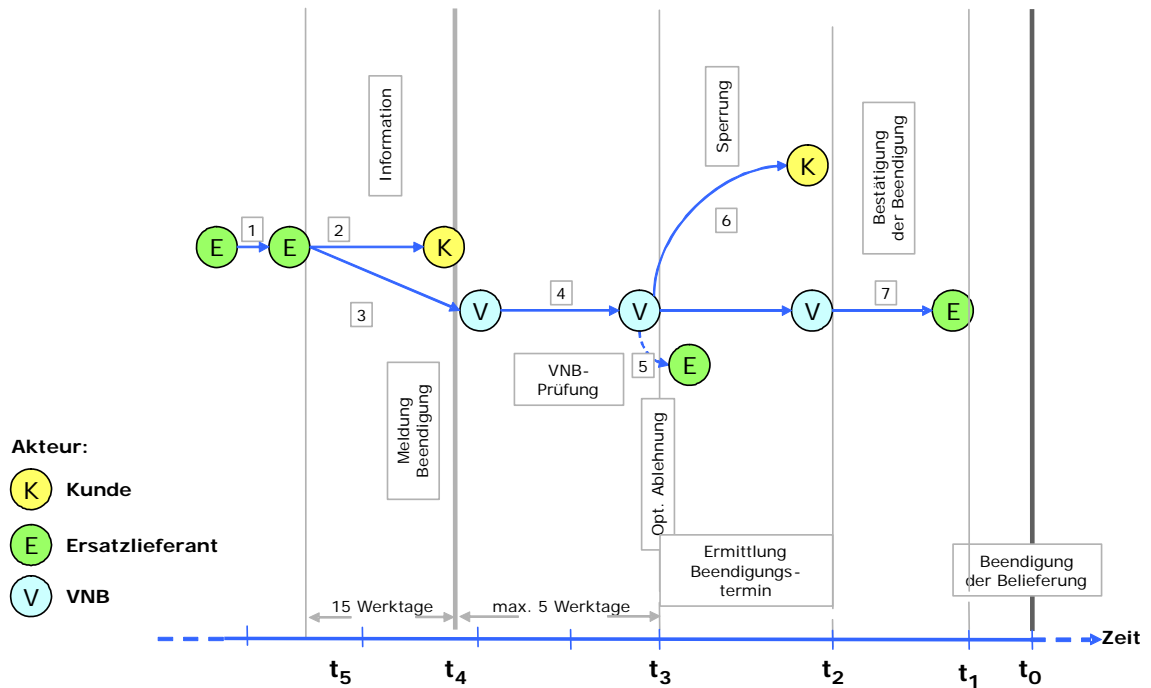 Information
Sperrung
Bestätigung
der Beendigung
K
6
1
2
E
E
K
3
4
7
V
V
V
E
5
E
VNB-
Prüfung
Meldung
Beendigung
Opt. Ablehnung
Akteur:
K Kunde
E Ersatzlieferant
V VNB
Ermittlung
Beendigungs-
termin
Beendigung
der Belieferung
15 Werktage
max. 5 Werktage
Zeit
t5
t4
t3
t2
t1
t0